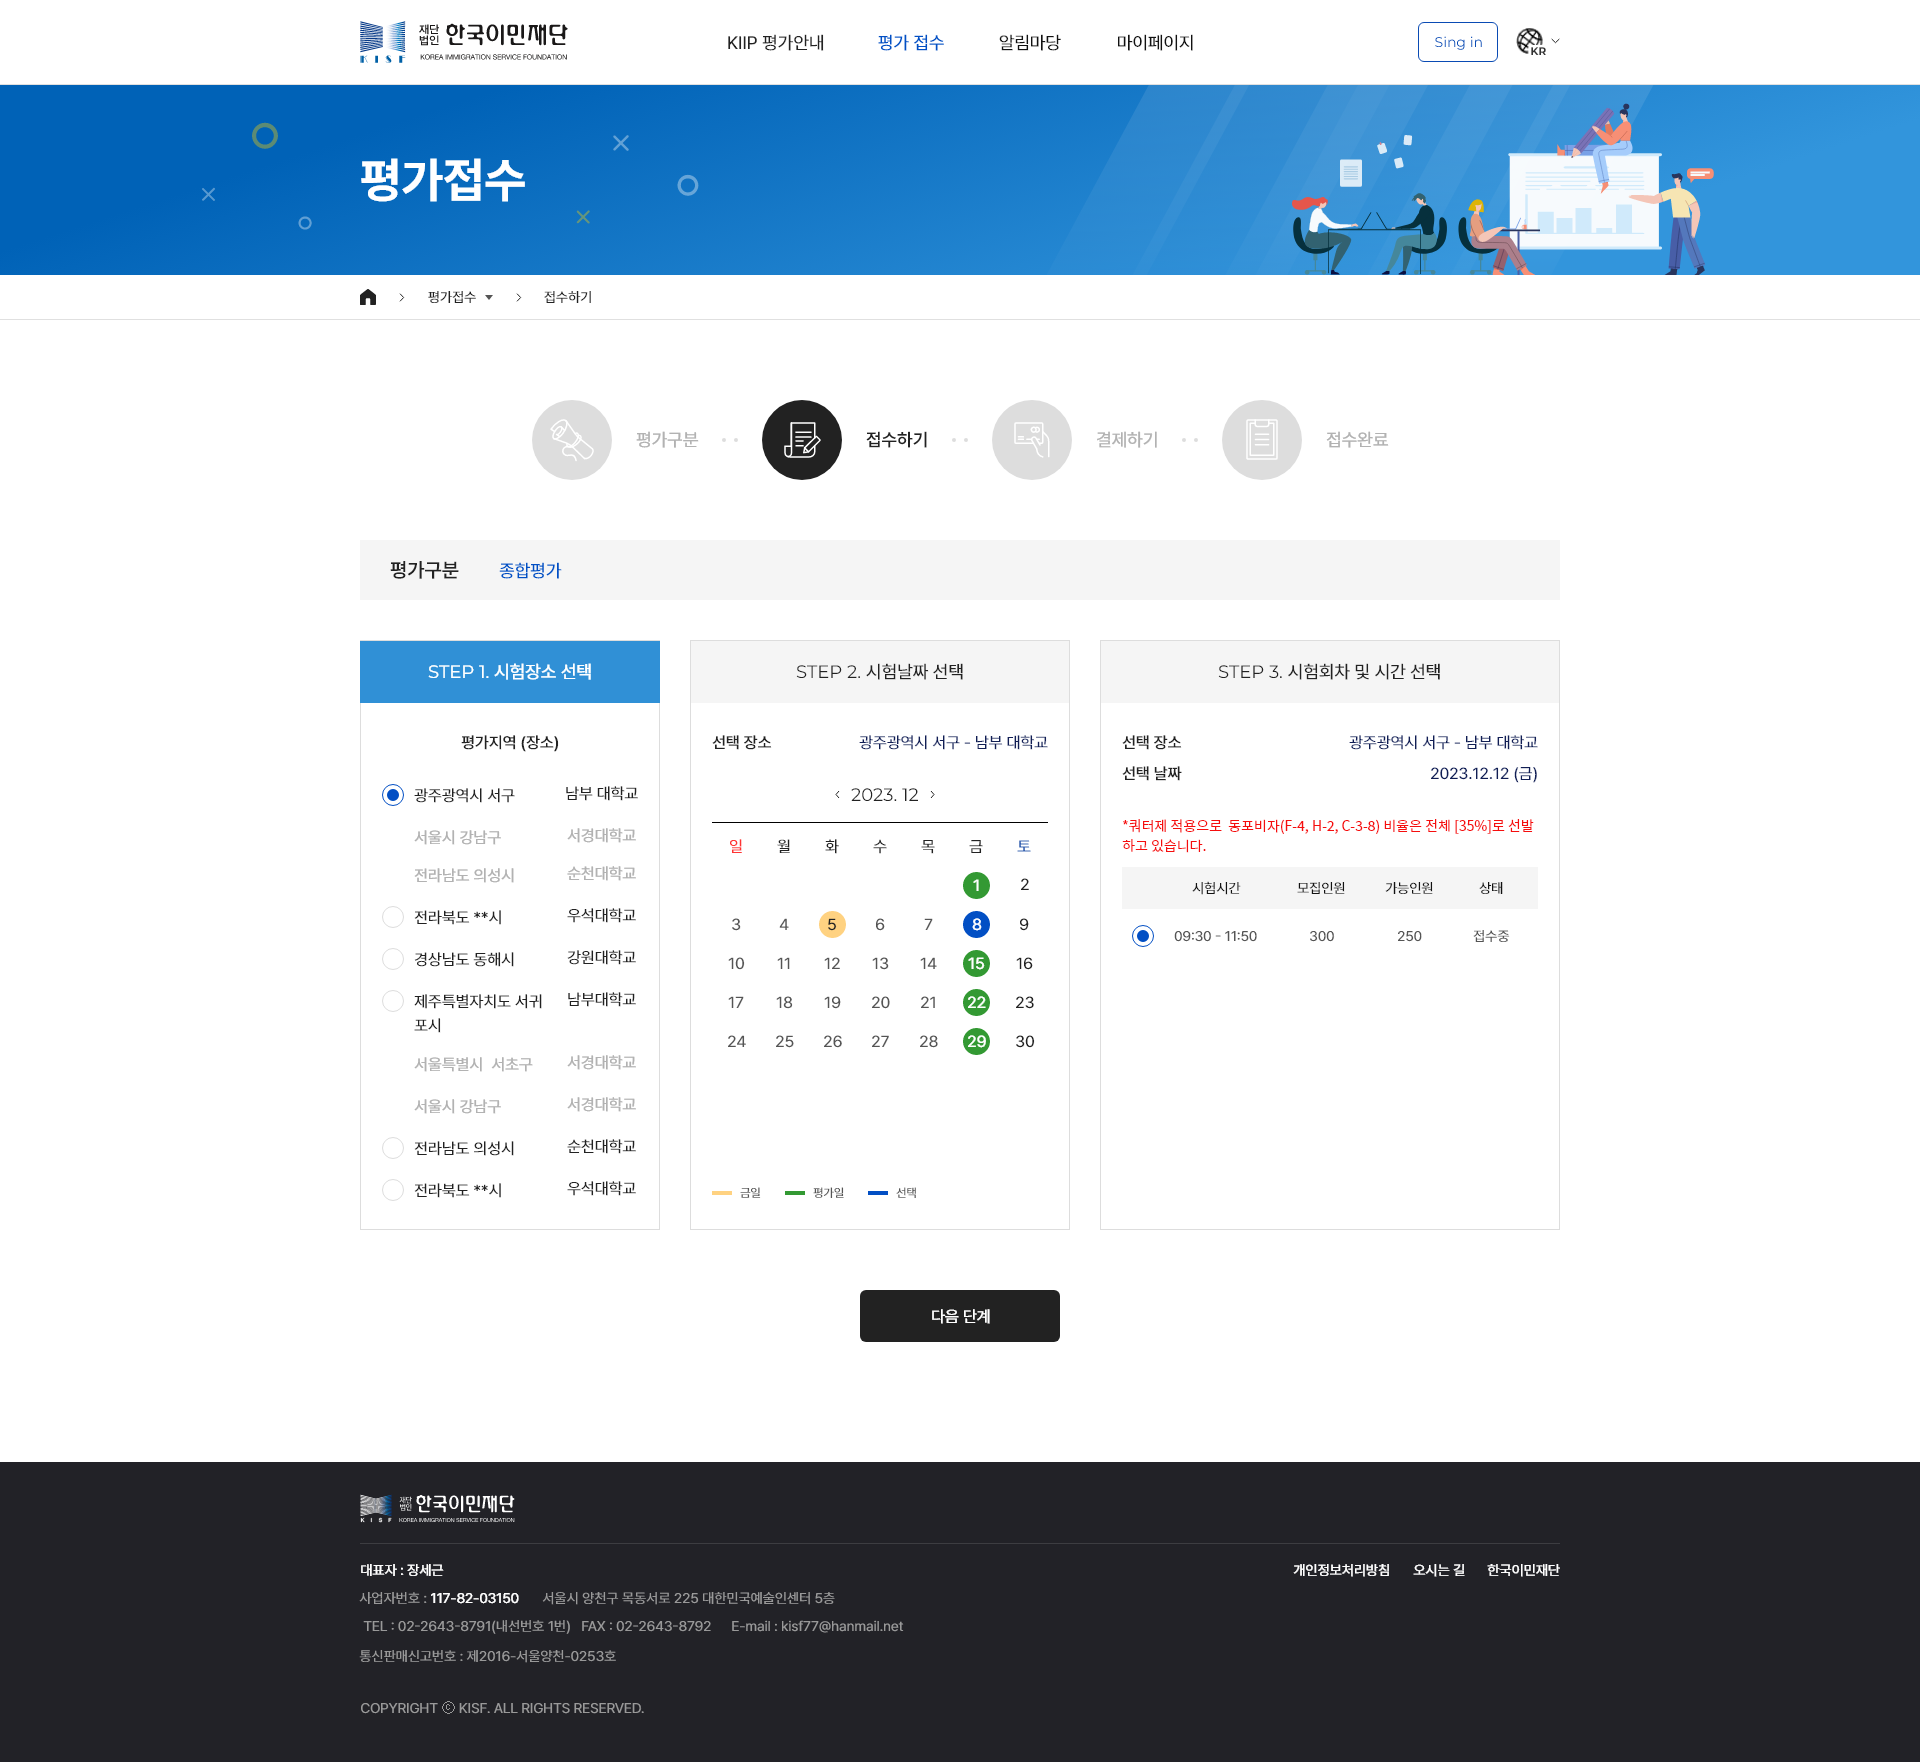 KISF 재단법인 한국이민재단
KOREA IMMIGRATION SERVICE FOUNDATION
KIIP 평가안내 평가 접수 알림마당 마이페이지
Sing in
KR
평가접수
평가접수 접수하기
평가구분 접수하기 결제하기 접수완료
평가구분 종합평가
STEP 1. 시험장소 선택
평가지역 (장소)
광주광역시 서구 남부 대학교
서울시 강남구 서경대학교
전라남도 의성시 순천대학교
전라북도 **시 우석대학교
경상남도 동해시 강원대학교
제주특별자치도 서귀 남부대학교
포시
서울특별시 서초구 서경대학교
서울시 강남구 서경대학교
전라남도 의성시 순천대학교
전라북도 **시 우석대학교
STEP 2. 시험날짜 선택
선택 장소 광주광역시 서구 - 남부 대학교
2023. 12
일 월 화 수 목 금 토
1 2
3 4 5 6 7 8 9
10 11 12 13 14 15 16
17 18 19 20 21 22 23
24 25 26 27 28 29 30
금일 평가일 선택
STEP 3. 시험회차 및 시간 선택
선택 장소 광주광역시 서구 - 남부 대학교
선택 날짜 2023.12.12 (금)
*쿼터제 적용으로 동포비자(F-4, H-2, C-3-8) 비율은 전체 [35%]로 선발
하고 있습니다.
시험시간 모집인원 가능인원 상태
09:30 - 11:50 300 250 접수중
다음 단계
KISF 재단법인 한국이민재단
KOREA IMMIGRATION SERVICE FOUNDATION
대표자 : 장세근
개인정보처리방침 오시는 길 한국이민재단
사업자번호 : 117-82-03150 서울시 양천구 목동서로 225 대한민국예술인센터 5층
TEL : 02-2643-8791(내선번호 1번) FAX : 02-2643-8792 E-mail : kisf77@hanmail.net
통신판매신고번호 : 제2016-서울양천-0253호
COPYRIGHT ⓒ KISF. ALL RIGHTS RESERVED.